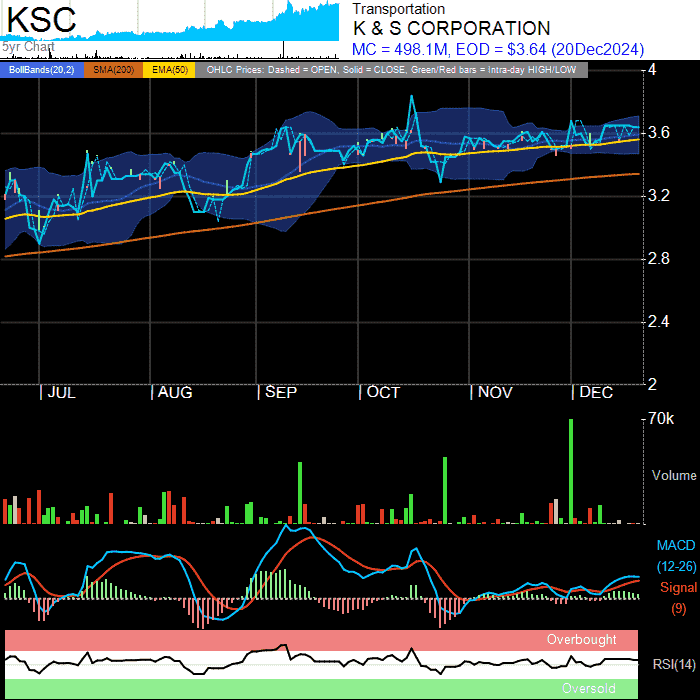 KSC
5yr Chart
Transportation
K & S CORPORATION
MC = 498.1M, EOD = $3.64 (20Dec2024)
BollBands(20,2) SMA(200) EMA(50) OHLC Prices: Dashed = OPEN, Solid = CLOSE, Green/Red bars = Intra-day HIGH/LOW
4
3.6
3.2
2.8
2.4
2
JUL AUG SEP OCT NOV DEC
70k
Volume
MACD
(12-26)
Signal
(9)
Overbought
RSI(14)
Oversold